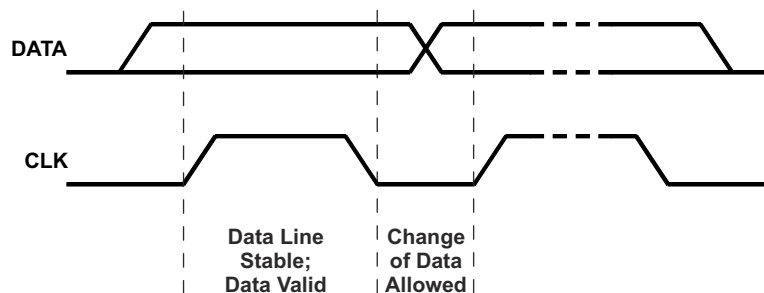 DATA
CLK
Data Line
Stable;
Data Valid
Change
of Data
Allowed